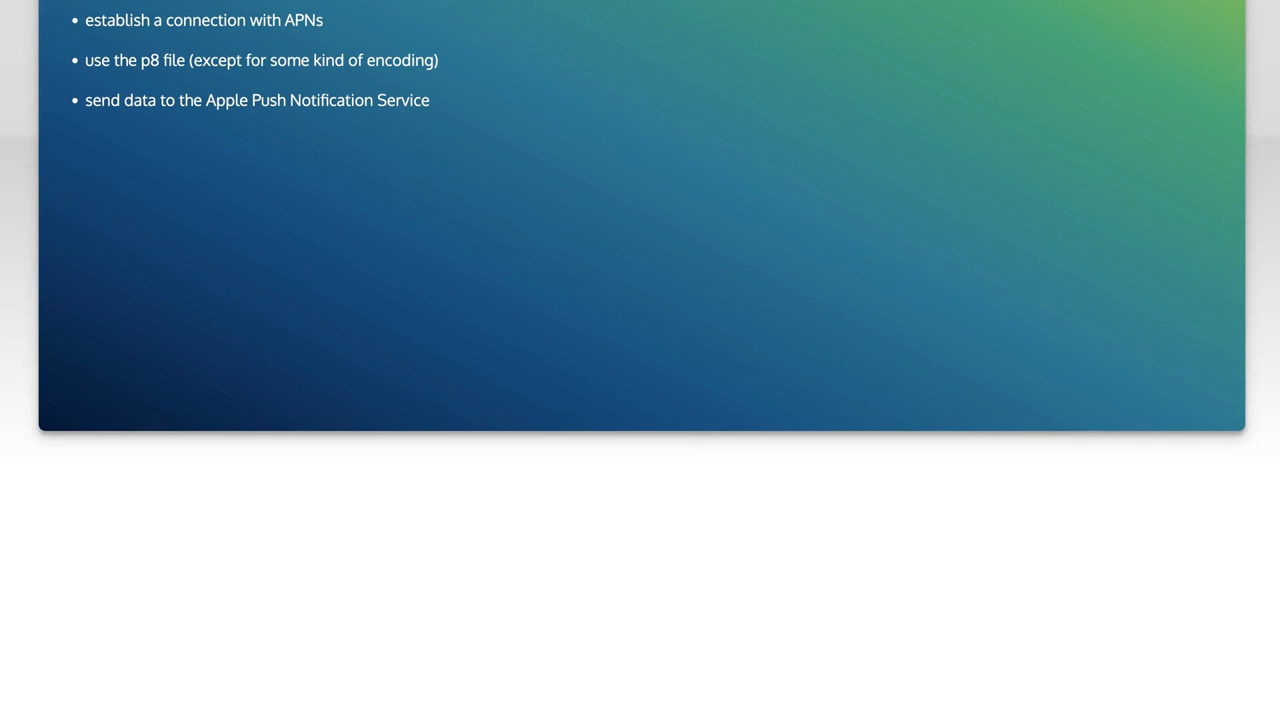 • establish a connection with APNs
• use the p8 file (except for some kind of encoding)
• send data to the Apple Push Notification Service